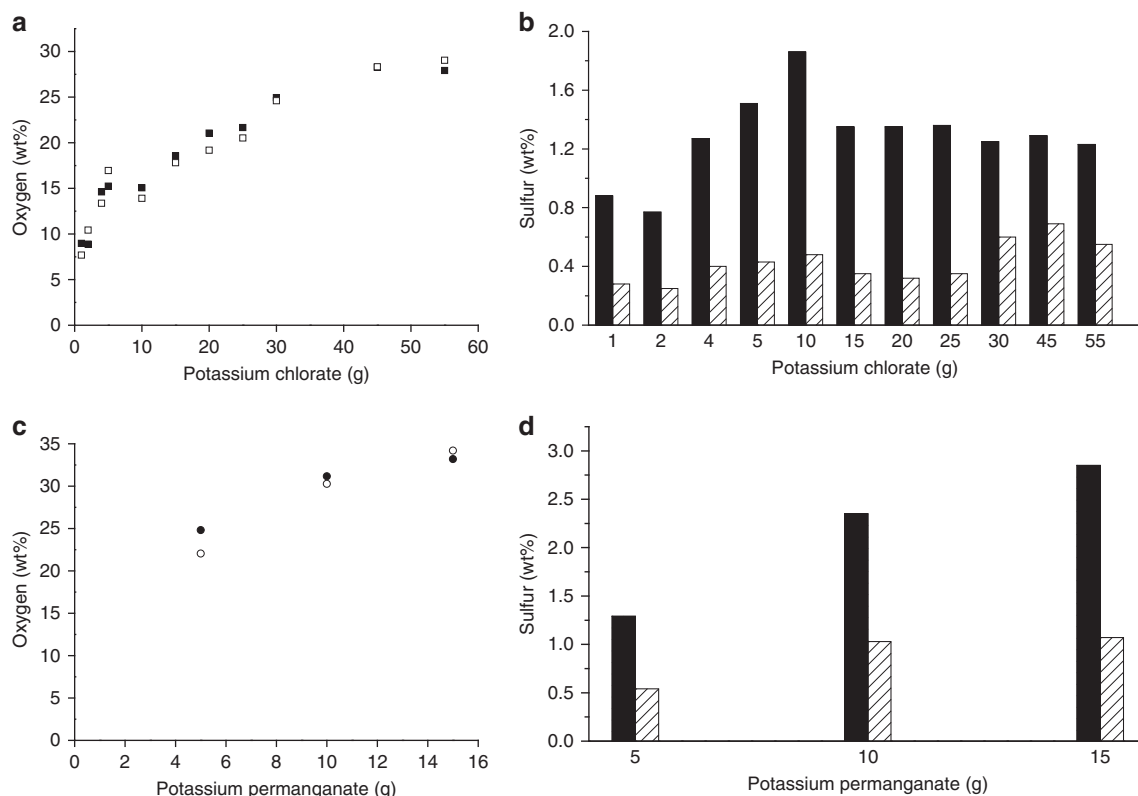 a
30
25
20
15
10
5
0
Oxygen (wt%)
0 10 20 30 40 50 60
Potassium chlorate (g)
b
2.0
1.6
1.2
0.8
0.4
0.0
Sulfur (wt%)
1 2 4 5 10 15 20 25 30 45 55
Potassium chlorate (g)
c
35
30
25
20
15
10
5
0
Oxygen (wt%)
0 2 4 6 8 10 12 14 16
Potassium permanganate (g)
d
3.0
2.5
2.0
1.5
1.0
0.5
0.0
Sulfur (wt%)
5 10 15
Potassium permanganate (g)